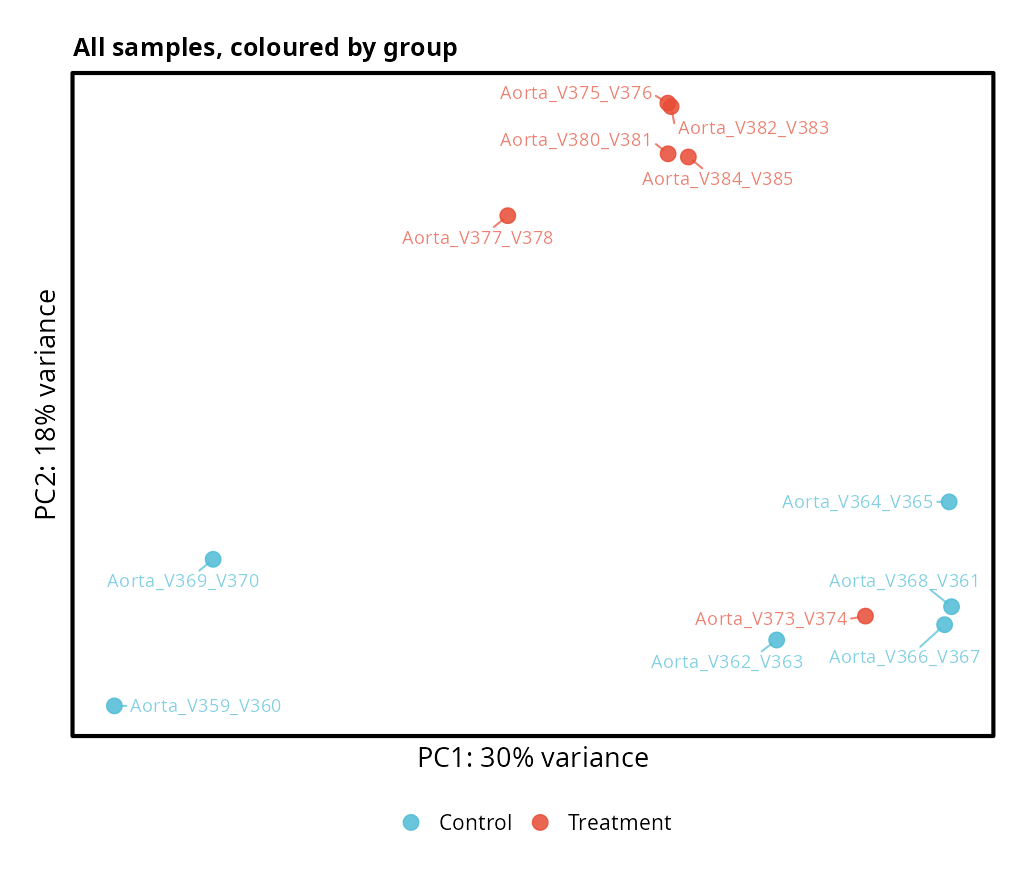 All samples, coloured by group
Aorta_V375_V376
Aorta_V382_V383
Aorta_V380_V381
Aorta_V384_V385
Aorta_V377_V378
PC2: 18% variance
Aorta_V364_V365
Aorta_V369_V370
Aorta_V368_V361
Aorta_V373_V374
Aorta_V362_V363
Aorta_V366_V367
Aorta_V359_V360
PC1: 30% variance
Control
Treatment